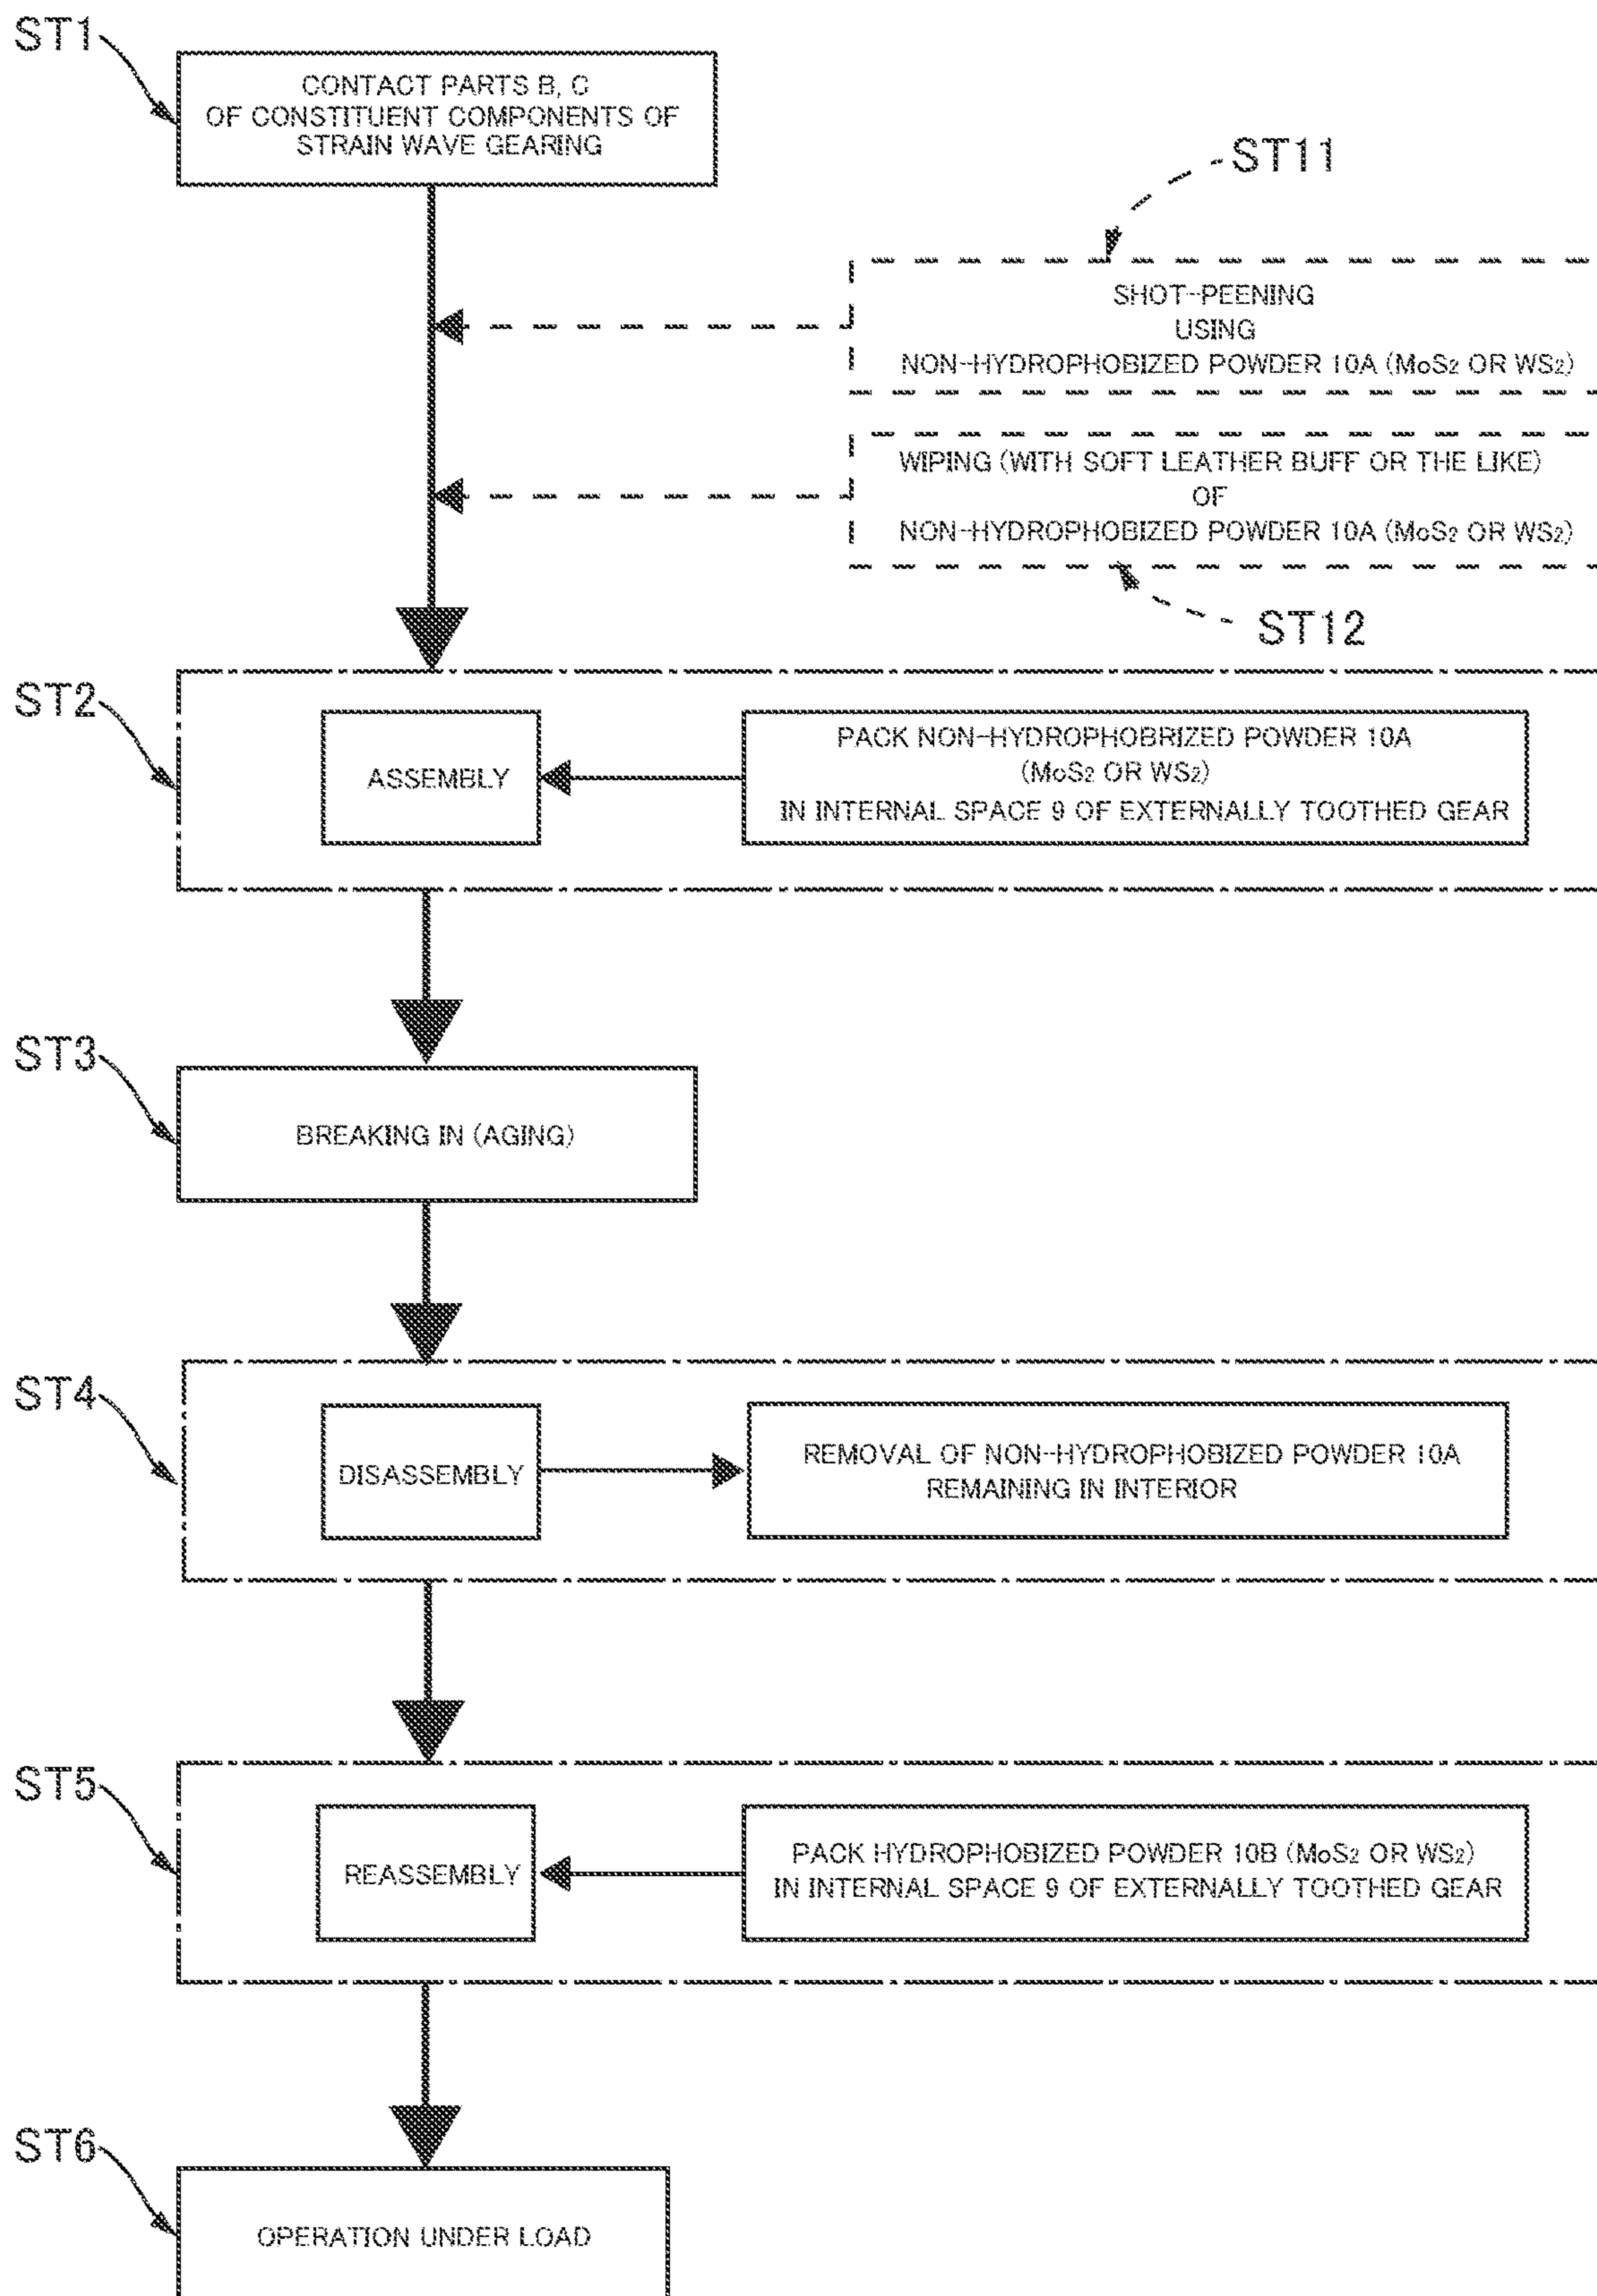 ST1
CONTACT PARTS B, C
OF CONSTITUENT COMPONENTS OF
STRAIN WAVE GEARING
ST11
SHOT-PEENING
USING
NON-HYDROPHOBIZED POWDER 10A (MoS2 OR WS2)
WIPING (WITH SOFT LEATHER BUFF OR THE LIKE)
OF
NON-HYDROPHOBIZED POWDER 10A (MoS2 OR WS2)
ST12
ST2
ASSEMBLY
PACK NON-HYDROPHOBRIZED POWDER 10A
(MoS2 OR WS2)
IN INTERNAL SPACE 9 OF EXTERNALLY TOOTHED GEAR
ST3
BREAKING IN (AGING)
ST4
DISASSEMBLY
REMOVAL OF NON-HYDROPHOBIZED POWDER 10A
REMAINING IN INTERIOR
ST5
REASSEMBLY
PACK HYDROPHOBIZED POWDER 10B (MoS2 OR WS2)
IN INTERNAL SPACE 9 OF EXTERNALLY TOOTHED GEAR
ST6
OPERATION UNDER LOAD